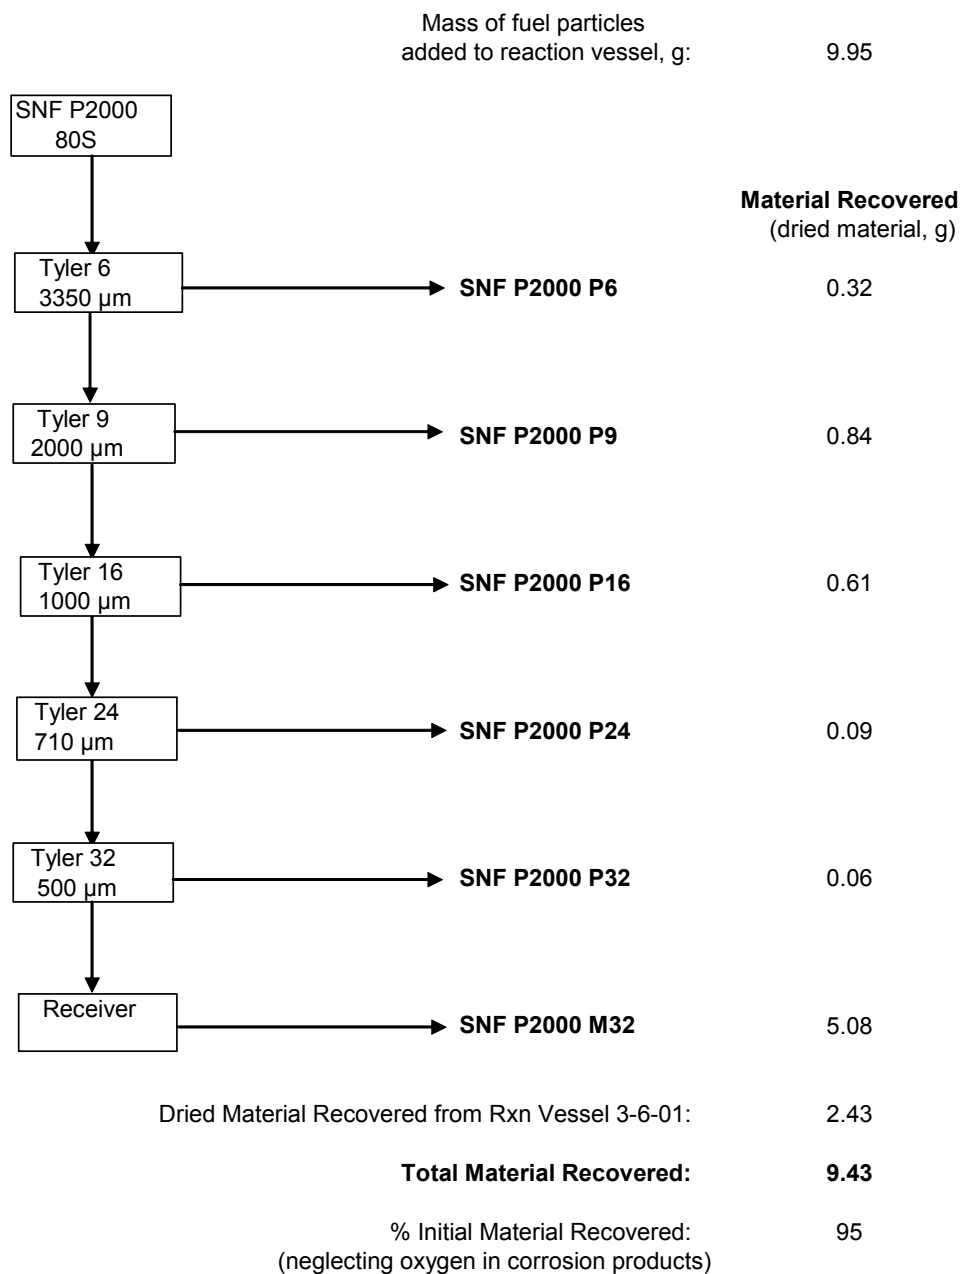 Mass of fuel particles
added to reaction vessel, g: 9.95
SNF P2000
80S
Material Recovered
(dried material, g)
Tyler 6
3350 µm
SNF P2000 P6 0.32
Tyler 9
2000 µm
SNF P2000 P9 0.84
Tyler 16
1000 µm
SNF P2000 P16 0.61
Tyler 24
710 µm
SNF P2000 P24 0.09
Tyler 32
500 µm
SNF P2000 P32 0.06
Receiver
SNF P2000 M32 5.08
Dried Material Recovered from Rxn Vessel 3-6-01: 2.43
Total Material Recovered: 9.43
% Initial Material Recovered: 95
(neglecting oxygen in corrosion products)